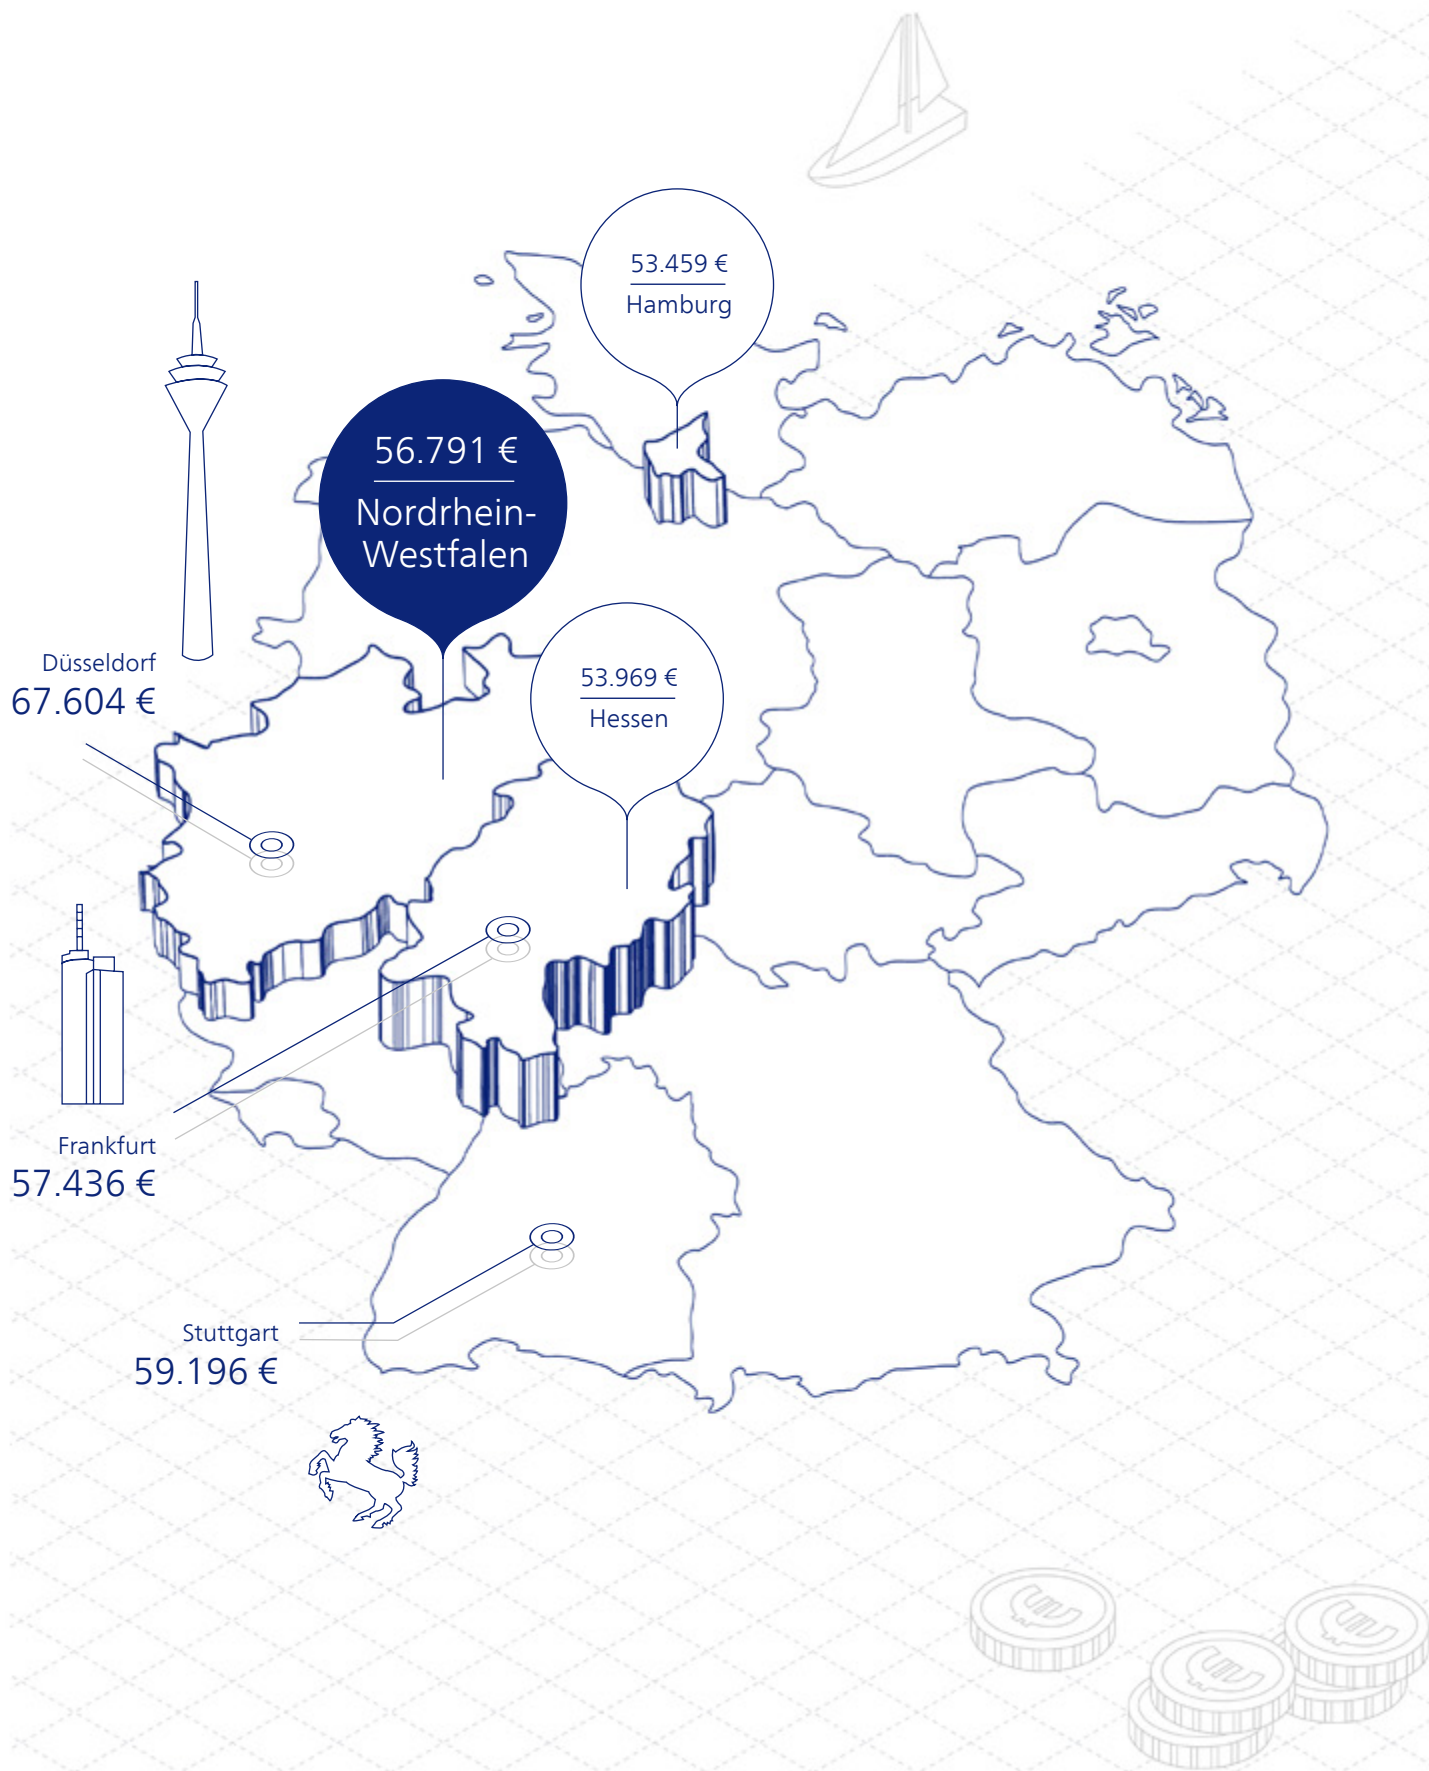 53.459 €
Hamburg
56.791 €
Nordrhein-
Westfalen
Düsseldorf
67.604 €
53.969 €
Hessen
Frankfurt
57.436 €
Stuttgart
59.196 €